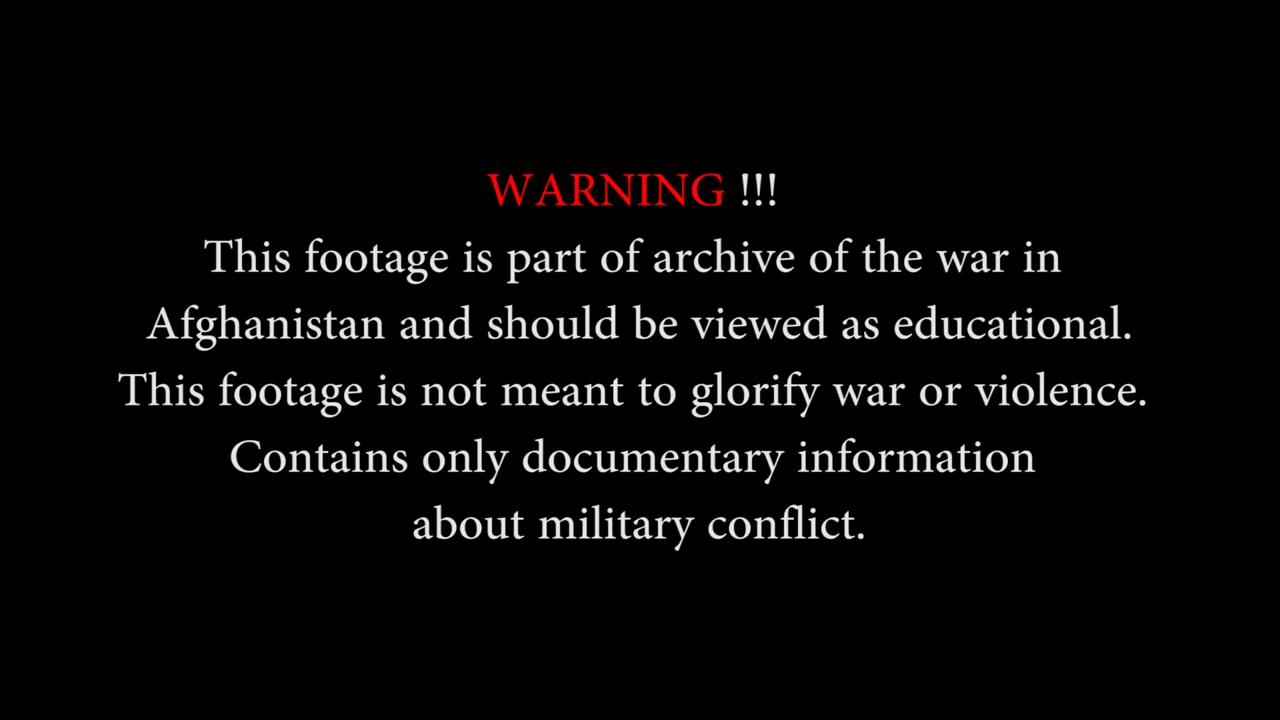 WARNING !!!
This footage is part of archive of the war in
Afghanistan and should be viewed as educational.
This footage is not meant to glorify war or violence.
Contains only documentary information
about military conflict.